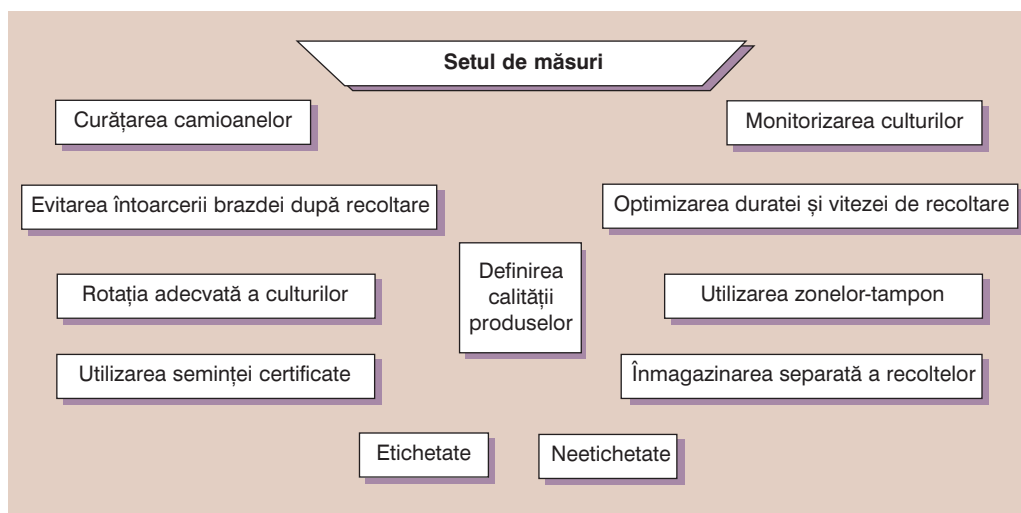 Setul de măsuri
Curățarea camioanelor
Monitorizarea culturilor
Evitarea întoarcerii brazdei după recoltare
Optimizarea duratei și vitezei de recoltare
Definirea
calității
produselor
Rotația adecvată a culturilor
Utilizarea zonelor-tampon
Utilizarea seminței certificate
Înmagazinarea separată a recoltelor
Etichetate
Neetichetate